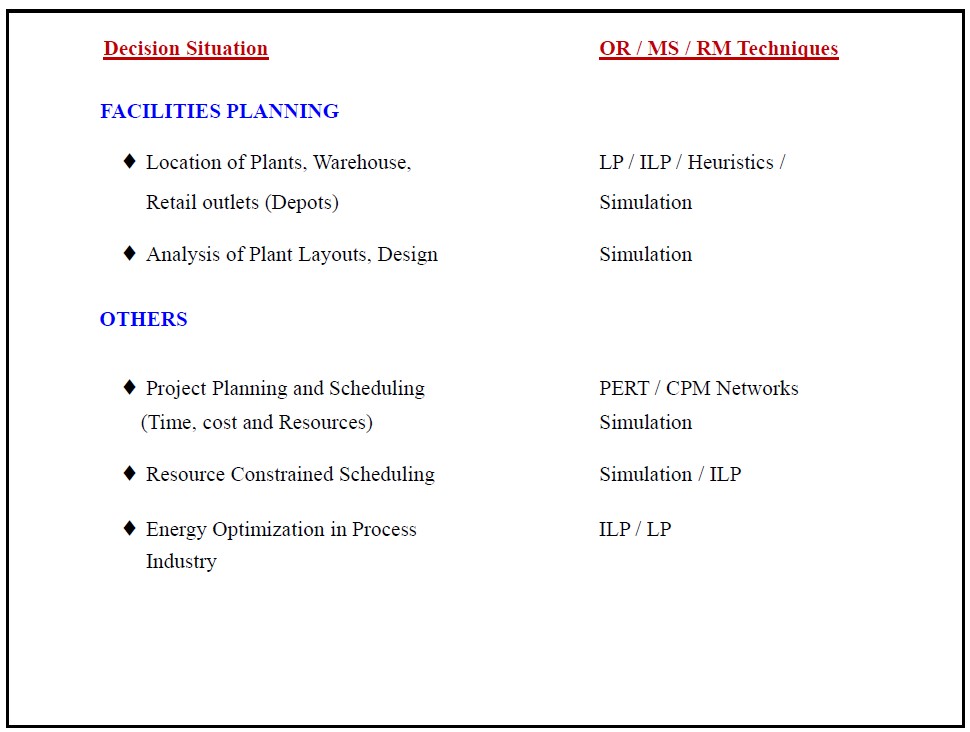 Decision Situation OR / MS / RM Techniques
FACILITIES PLANNING
♦ Location of Plants, Warehouse, LP / ILP / Heuristics /
Retail outlets (Depots) Simulation
♦ Analysis of Plant Layouts, Design Simulation
OTHERS
♦ Project Planning and Scheduling PERT / CPM Networks
(Time, cost and Resources) Simulation
♦ Resource Constrained Scheduling Simulation / ILP
♦ Energy Optimization in Process ILP / LP
Industry